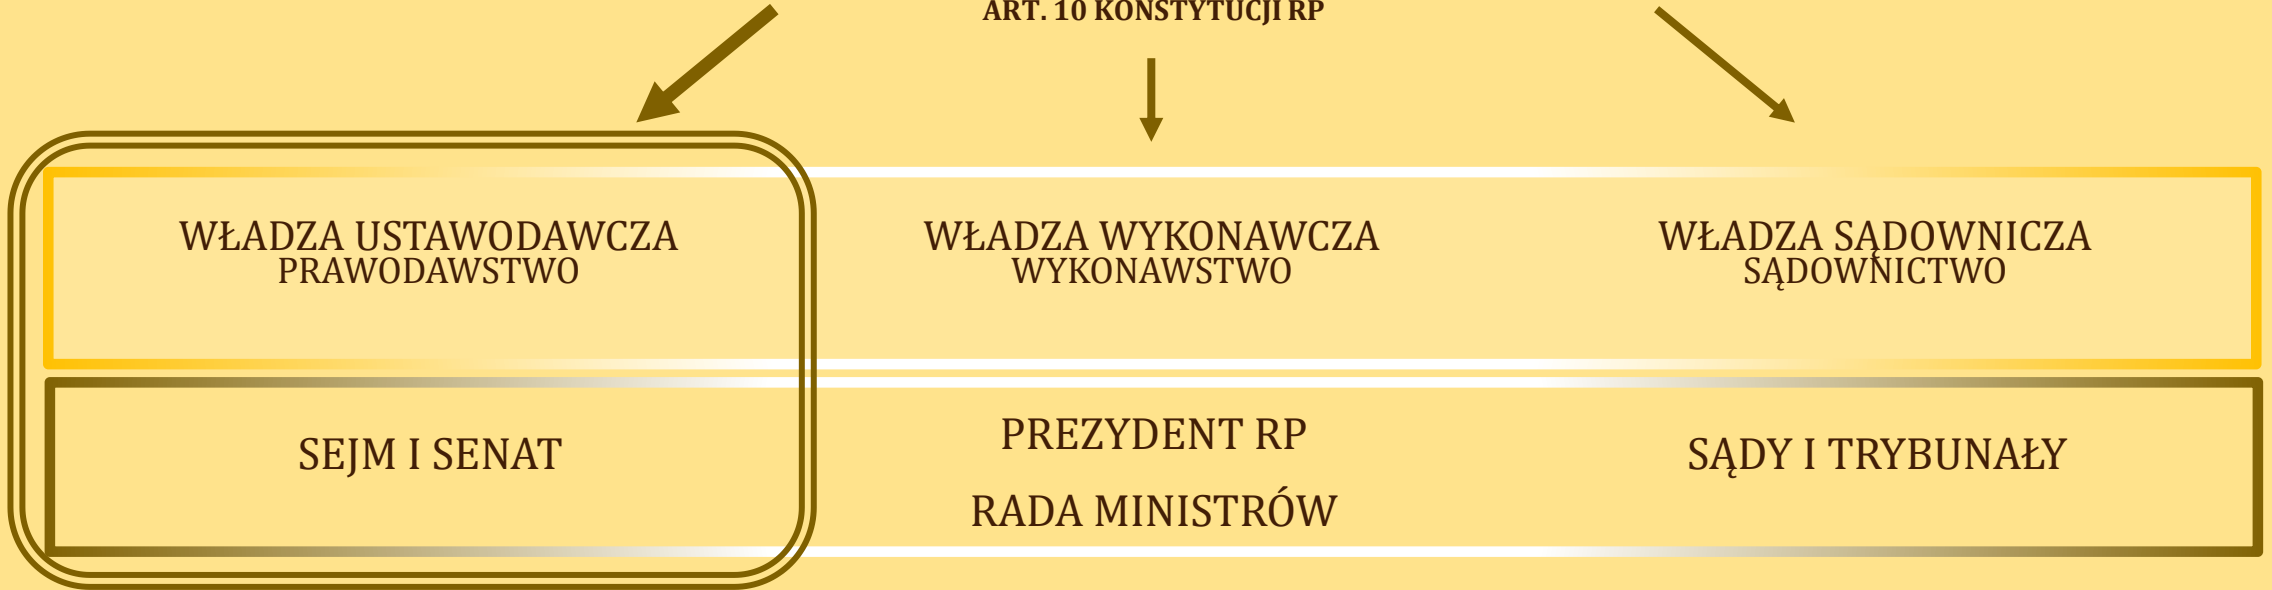 ART. 10 KONSTYTUCJI RP
WŁADZA USTAWODAWCZA
PRAWODAWSTWO
WŁADZA WYKONAWCZA
WYKONAWSTWO
WŁADZA SĄDOWNICZA
SĄDOWNICTWO
SEJM I SENAT
PREZYDENT RP
RADA MINISTRÓW
SĄDY I TRYBUNAŁY